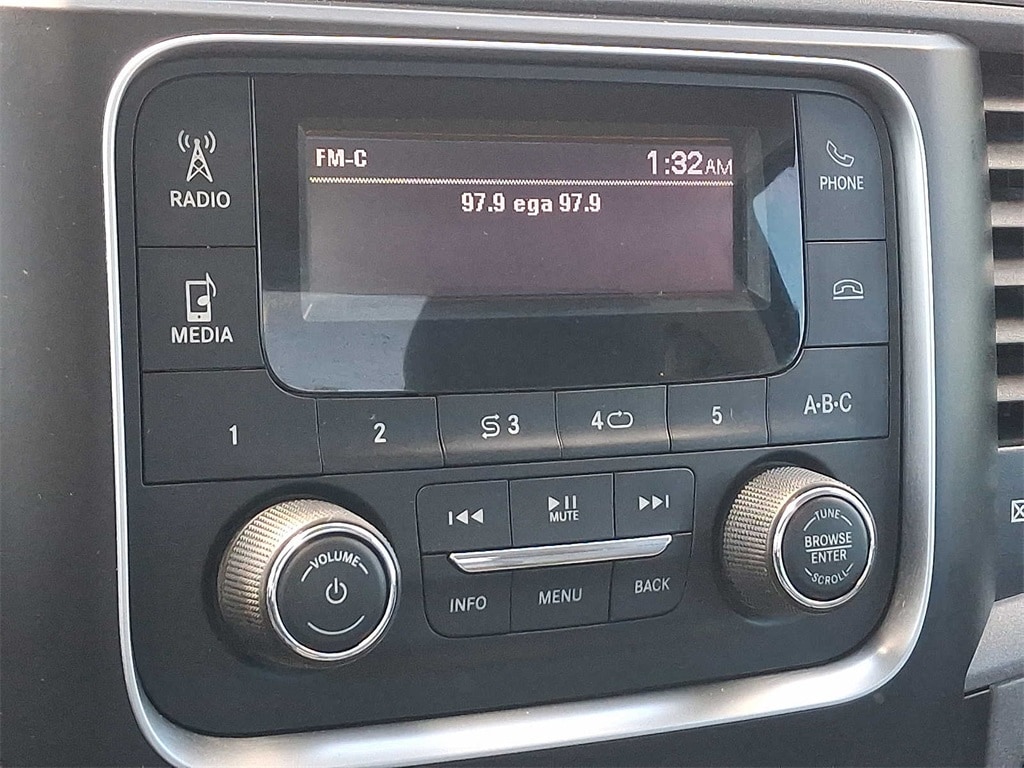 FM-C 1:32AM
97.9 ega 97.9
RADIO
MEDIA
PHONE
1 2 3 4 5 A·B·C
MUTE
INFO MENU BACK
VOLUME
TUNE
BROWSE
ENTER
SCROLL